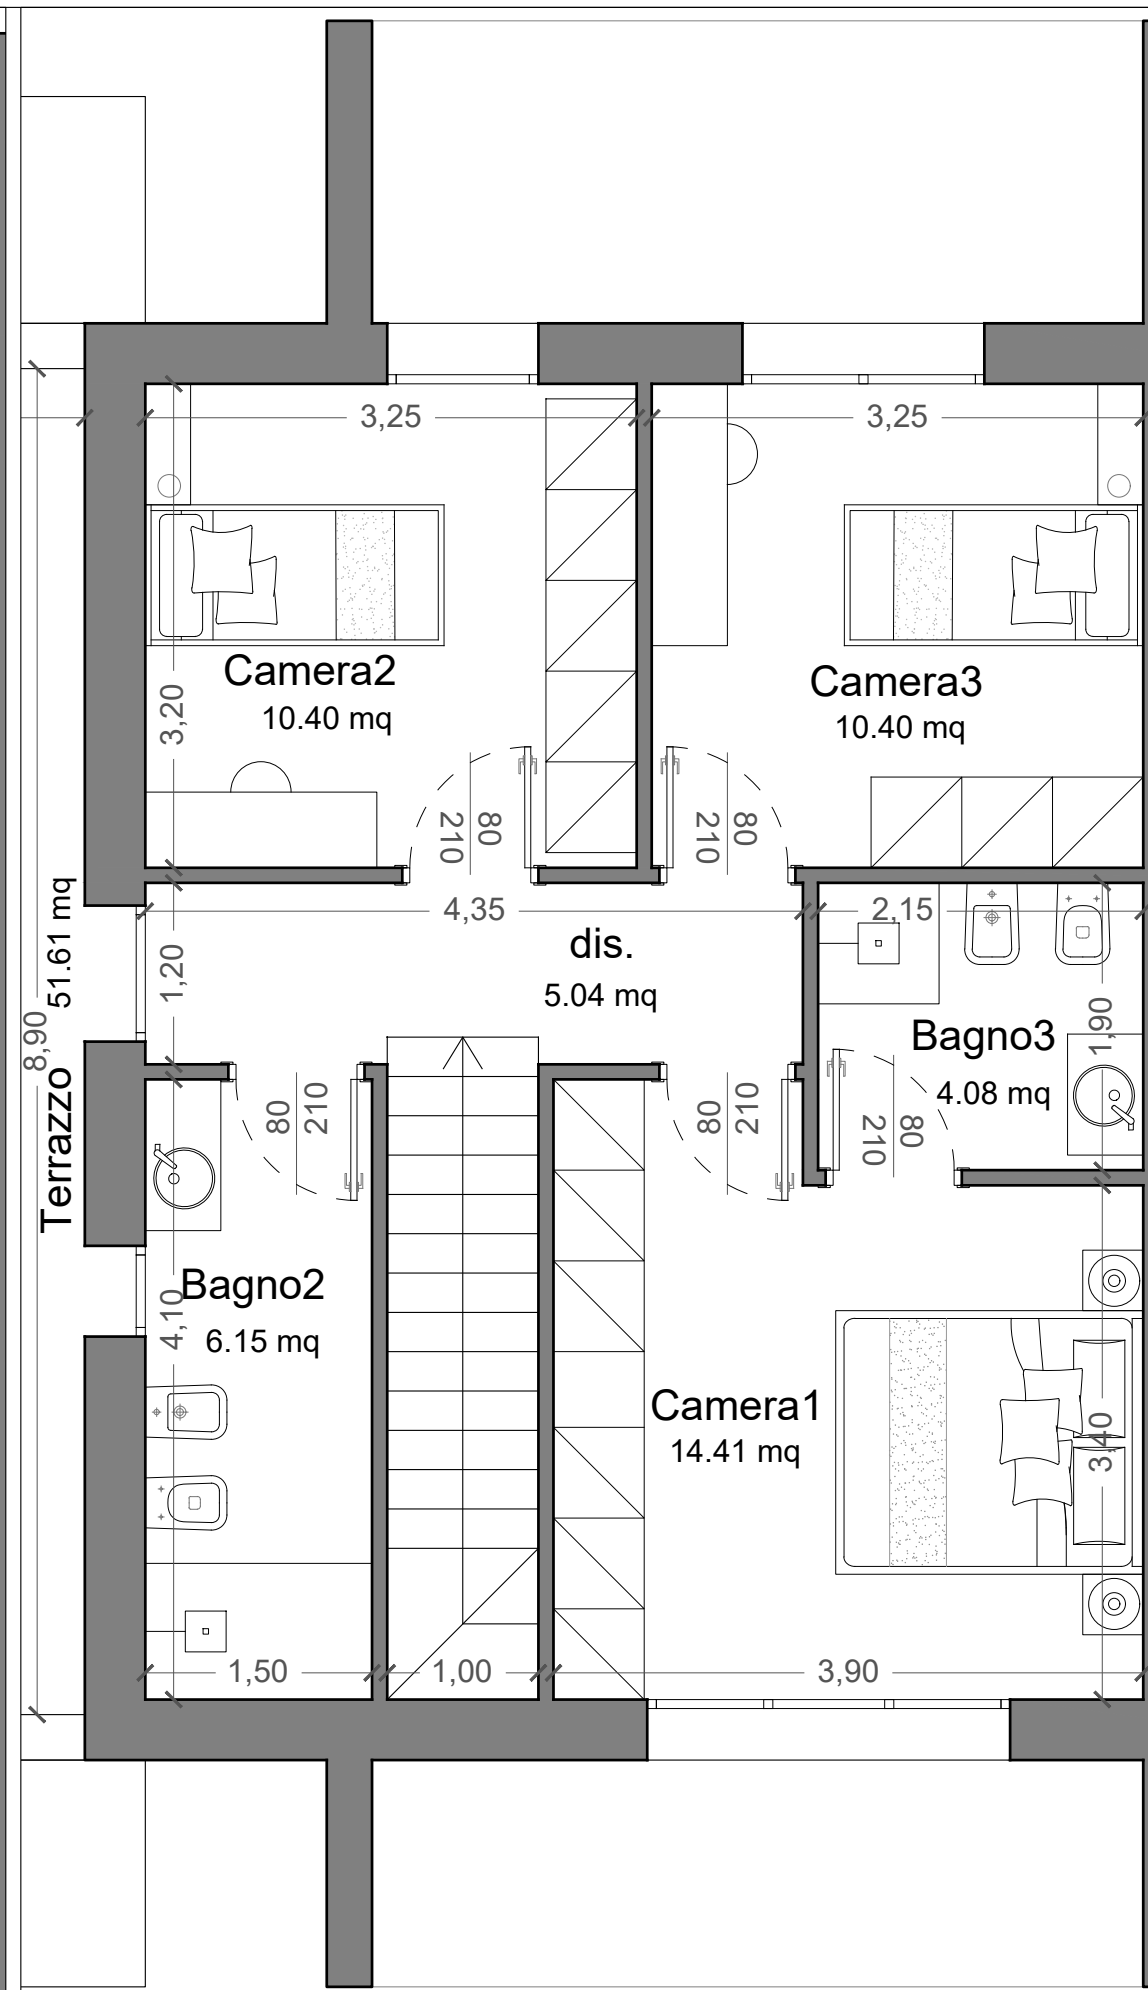 3,25
3,25
Camera2
10.40 mq
3,20
Camera3
10.40 mq
80
210
80
210
4,35
2,15
dis.
5.04 mq
1,20
Terrazzo 51.61 mq
8,90
Bagno3
4.08 mq
1,90
80
210
80
210
80
210
Bagno2
6.15 mq
4,10
Camera1
14.41 mq
3,40
1,50
1,00
3,90